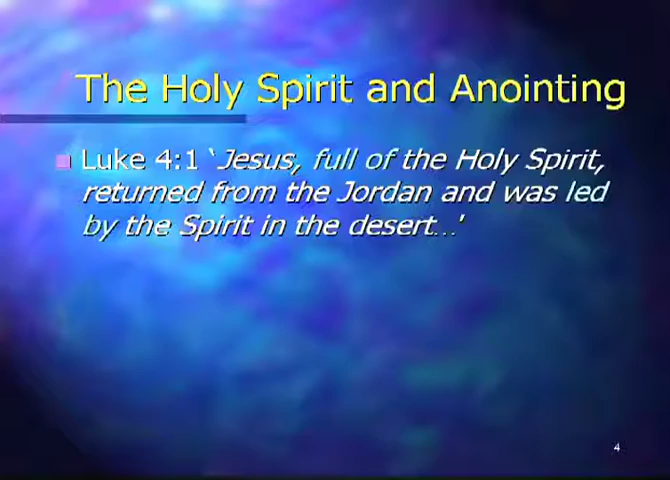 The Holy Spirit and Anointing
Luke 4:1 ‘Jesus, full of the Holy Spirit,
returned from the Jordan and was led
by the Spirit in the desert…’
4